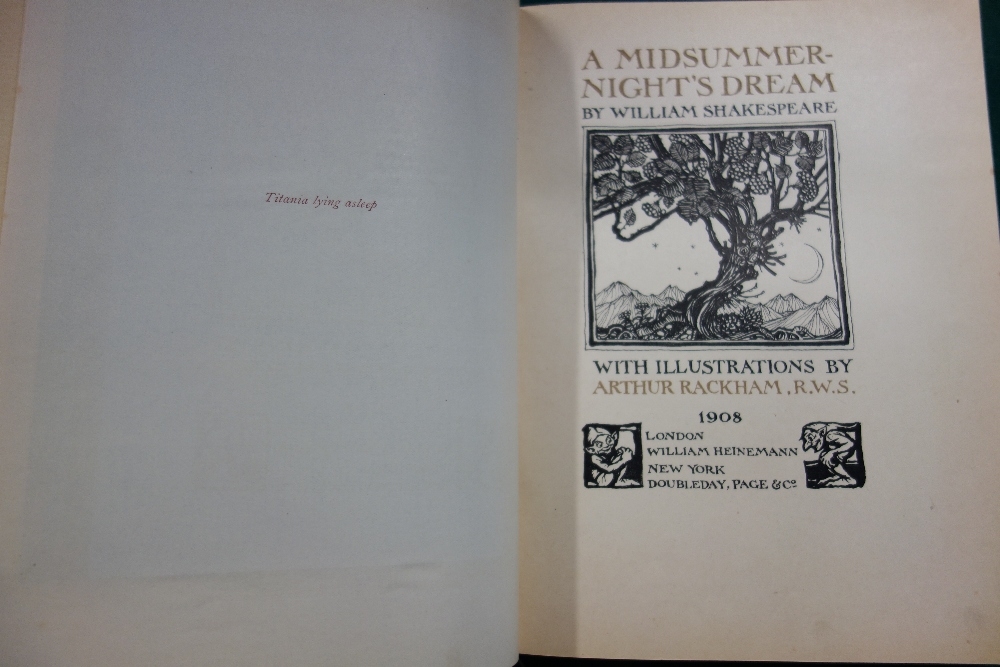 Titania lying asleep
A MIDSUMMER-
NIGHT'S DREAM
BY WILLIAM SHAKESPEARE
WITH ILLUSTRATIONS BY
ARTHUR RACKHAM, R.W.S.
1908
LONDON
WILLIAM HEINEMANN
NEW YORK
DOUBLEDAY, PAGE & Co.